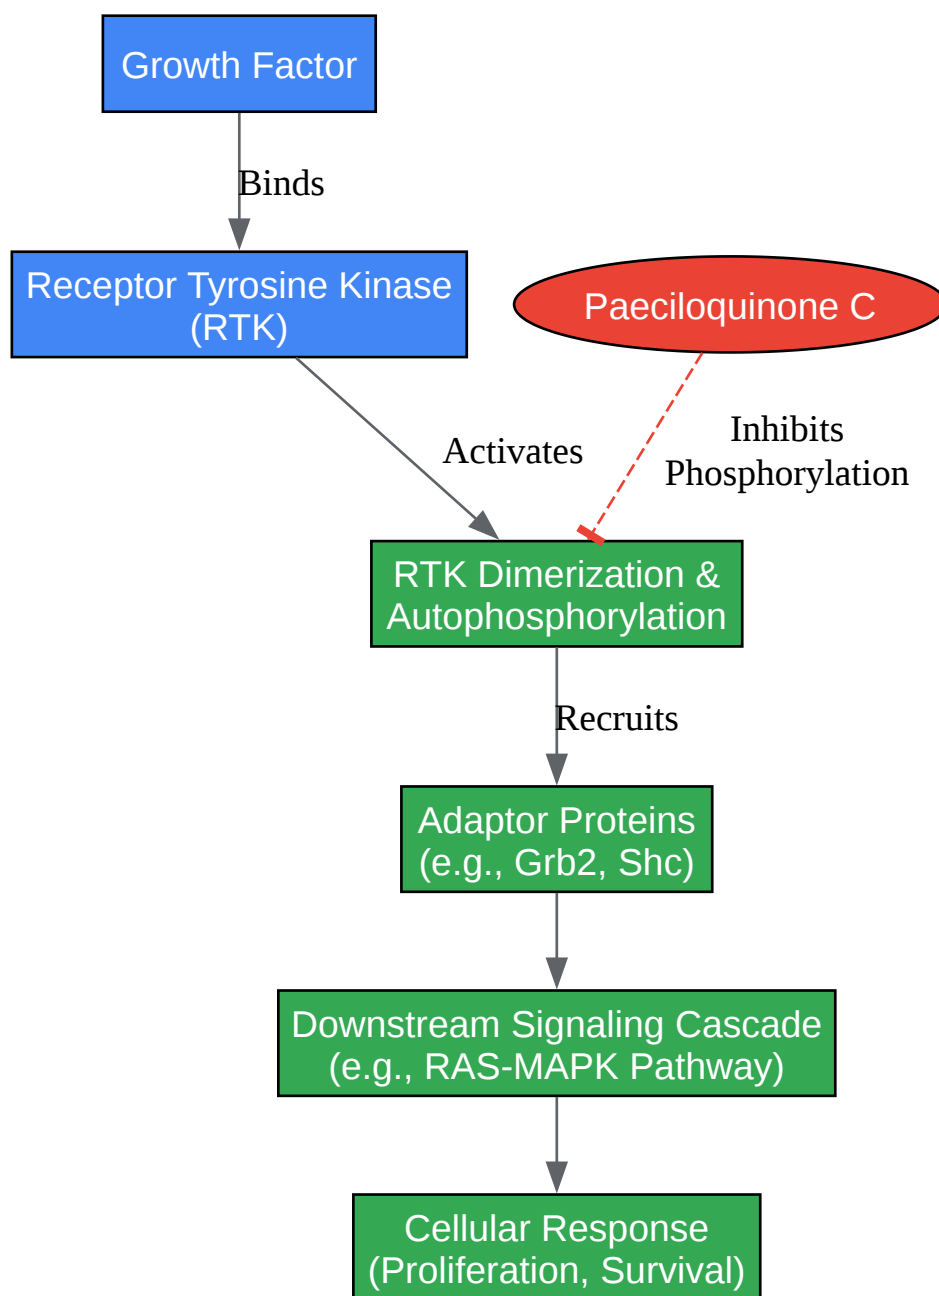 Growth Factor
Binds
Receptor Tyrosine Kinase
(RTK)
Paeciloquinone C
Activates
Inhibits
Phosphorylation
RTK Dimerization &
Autophosphorylation
Recruits
Adaptor Proteins
(e.g., Grb2, Shc)
Downstream Signaling Cascade
(e.g., RAS-MAPK Pathway)
Cellular Response
(Proliferation, Survival)